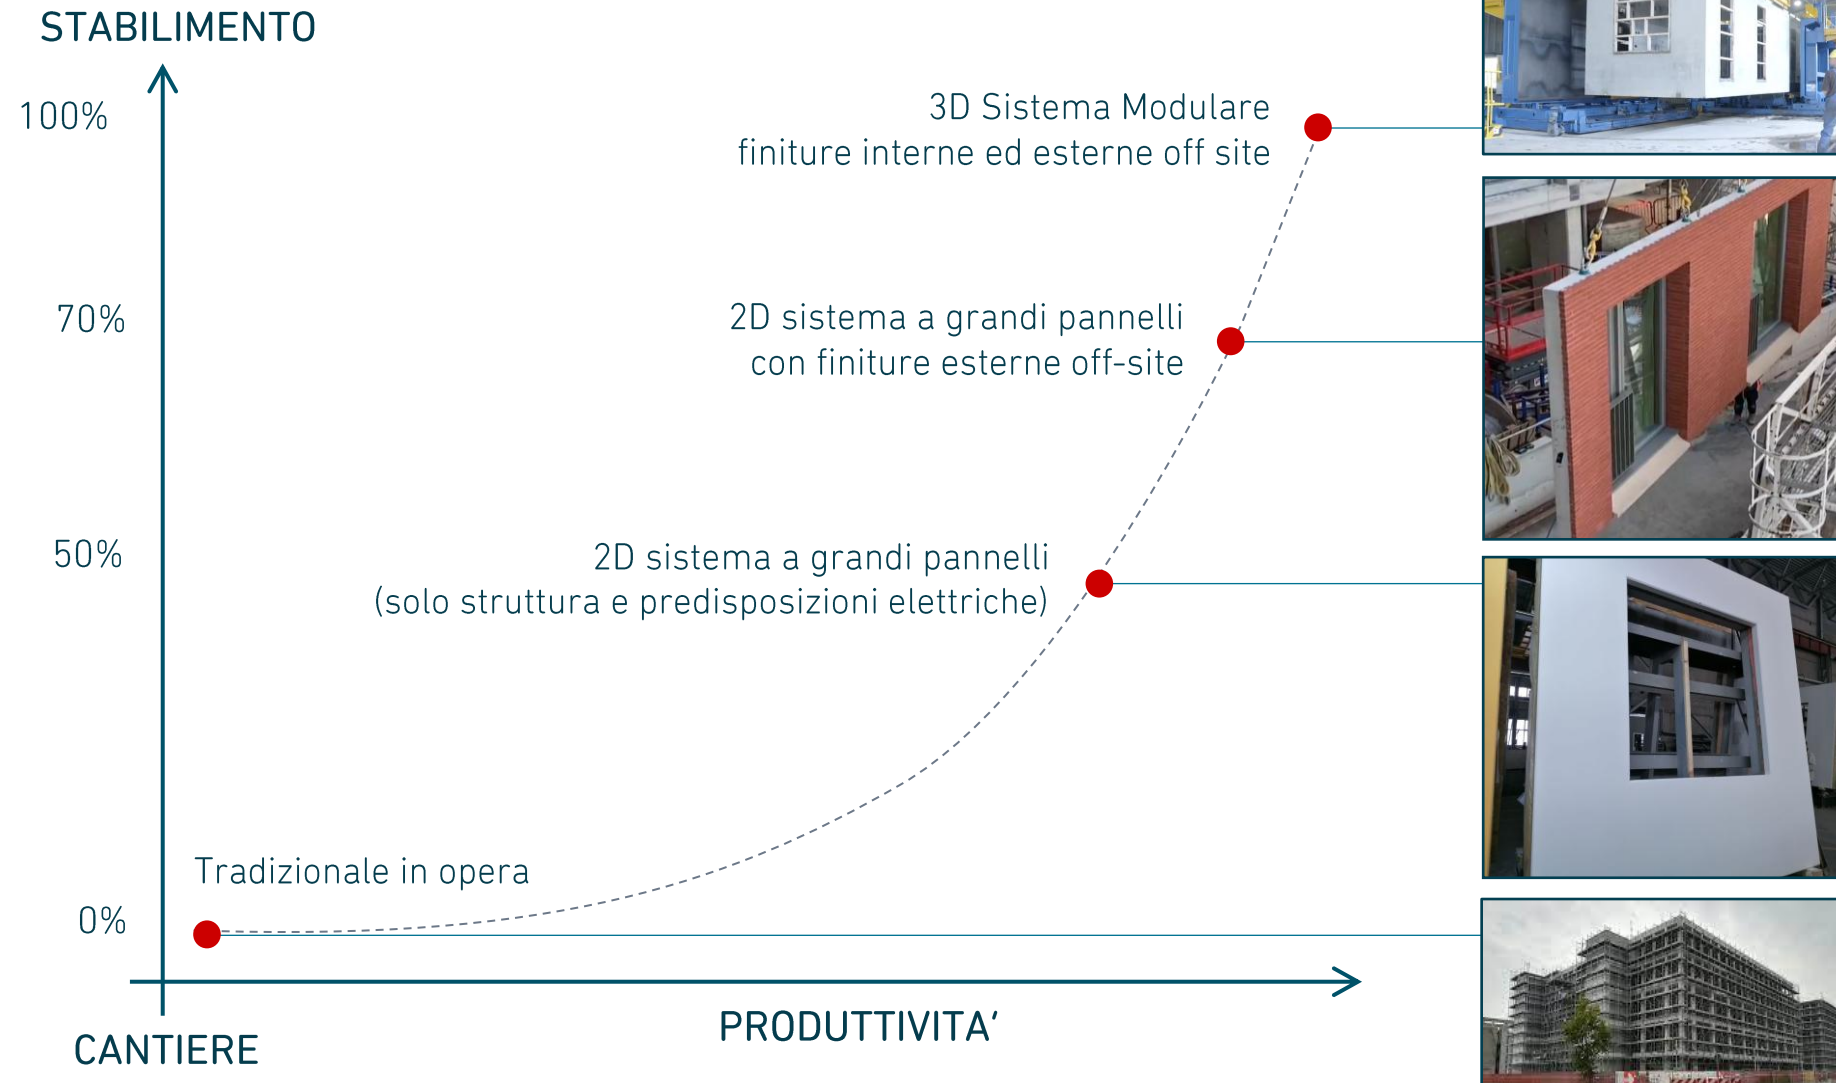 STABILIMENTO
100%
3D Sistema Modulare
finiture interne ed esterne off site
70%
2D sistema a grandi pannelli
con finiture esterne off-site
50%
2D sistema a grandi pannelli
(solo struttura e predisposizioni elettriche)
Tradizionale in opera
0%
PRODUTTIVITA'
CANTIERE